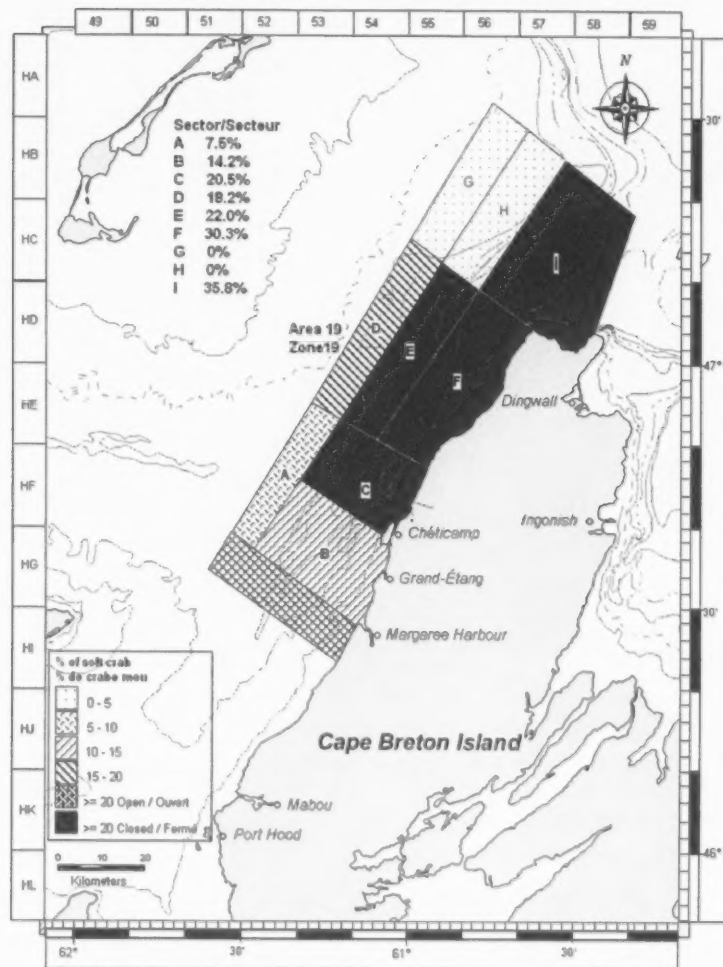 49 50 51 52 53 54 55 56 57 58 59
HA
HB
HC
HD
HE
HF
HG
HI
HJ
HK
HL
N
30'
47°
30'
46°
Sector/Secteur
A 7.5%
B 14.2%
C 20.5%
D 18.2%
E 22.0%
F 30.3%
G 0%
H 0%
I 35.8%
G
H
I
Area 19
Zone19
D
E
F
A
C
B
Dingwall
Ingonish
Chéticamp
Grand-Étang
Margaree Harbour
Cape Breton Island
Mabou
Port Hood
% of soft crab
% de crabe mou
0 - 5
5 - 10
10 - 15
15 - 20
>= 20 Open / Ouvert
>= 20 Closed / Fermé
0 10 20
Kilometers
62° 30' 61° 30'